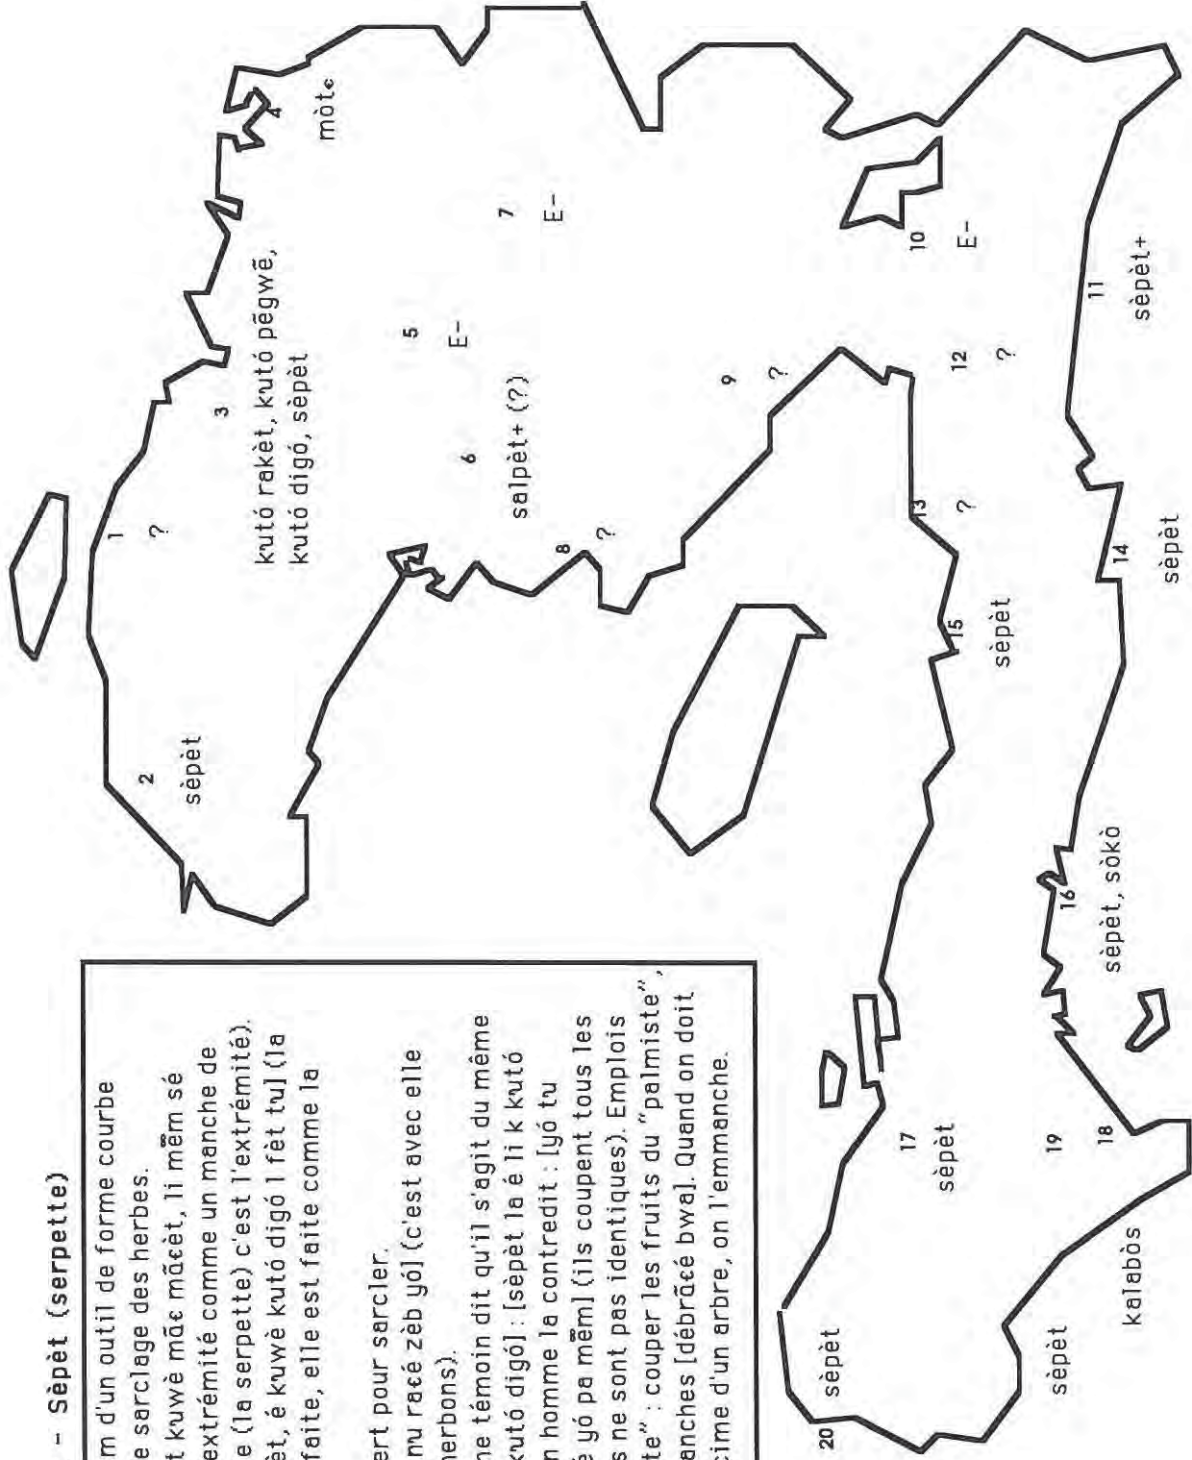 - Sèpèt (serpette)
m d'un outil de forme courbe
e sarclage des herbes.
t kuwè mãɛ mãɛèt, li mẽm sé
extrémité comme un manche de
e (la serpette) c'est l'extrémité).
èt, é kuwè kutó digó l fèt tu] (la
faite, elle est faite comme la
ert pour sarcler.
nu raɛé zèb yó] (c'est avec elle
herbons).
ne témoin dit qu'il s'agit du même
kutó digó] : [sèpèt la é li k kutó
n homme la contredit : [yó tu
é yó pa mẽm] (ils coupent tous les
s ne sont pas identiques). Emplois
te" : couper les fruits du "palmiste",
anches [débrãɛé bwa]. Quand on doit
cime d'un arbre, on l'emmanche.
1
?
2
sèpèt
3
kutó rakèt, kutó pẽgwẽ,
kutó digó, sèpèt
4
mòtɛ
5
E-
6
salpèt+ (?)
7
E-
8
?
9
?
10
E-
11
sèpèt+
12
?
13
?
14
sèpèt
15
sèpèt
16
sèpèt, sòkò
17
sèpèt
18
kalabòs
19
sèpèt
20
sèpèt